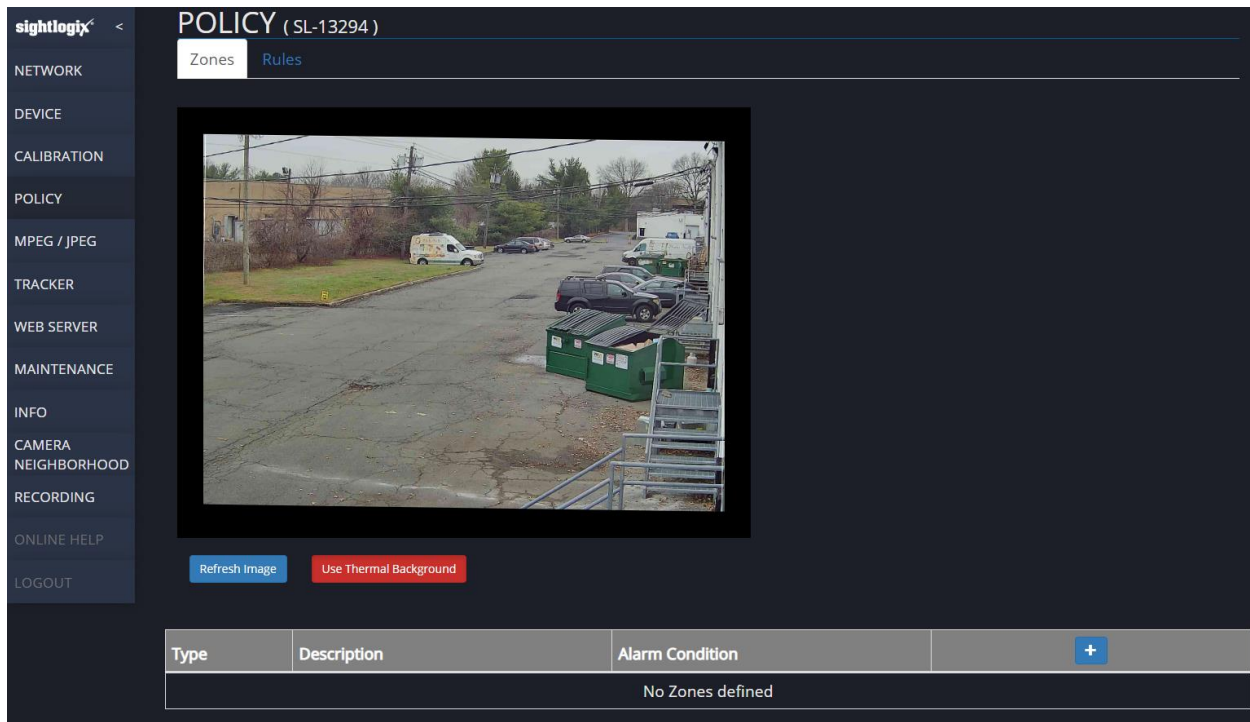 sightlogix <
POLICY ( SL-13294 )
Zones Rules
NETWORK
DEVICE
CALIBRATION
POLICY
MPEG / JPEG
TRACKER
WEB SERVER
MAINTENANCE
INFO
CAMERA
NEIGHBORHOOD
RECORDING
ONLINE HELP
LOGOUT
Refresh Image Use Thermal Background
Type Description Alarm Condition +
No Zones defined